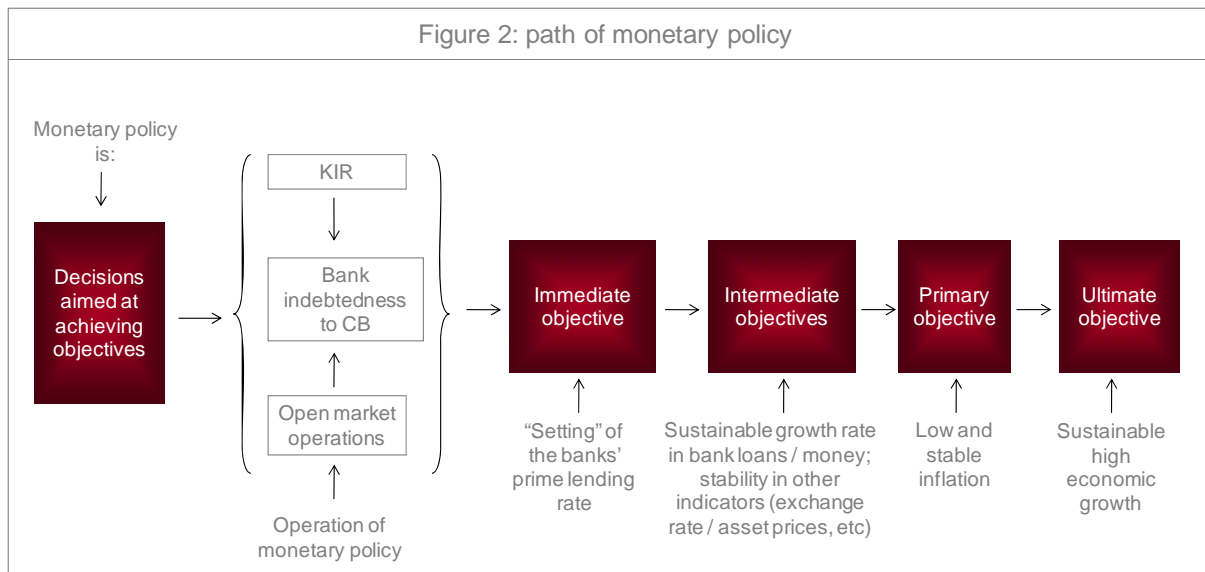 Figure 2: path of monetary policy
Monetary policy
is:
Decisions
aimed at
achieving
objectives
KIR
Bank
indebtedness
to CB
Open market
operations
Operation of
monetary policy
Immediate
objective
“Setting” of
the banks’
prime lending
rate
Intermediate
objectives
Sustainable growth rate
in bank loans / money;
stability in other
indicators (exchange
rate / asset prices, etc)
Primary
objective
Low and
stable
inflation
Ultimate
objective
Sustainable
high
economic
growth